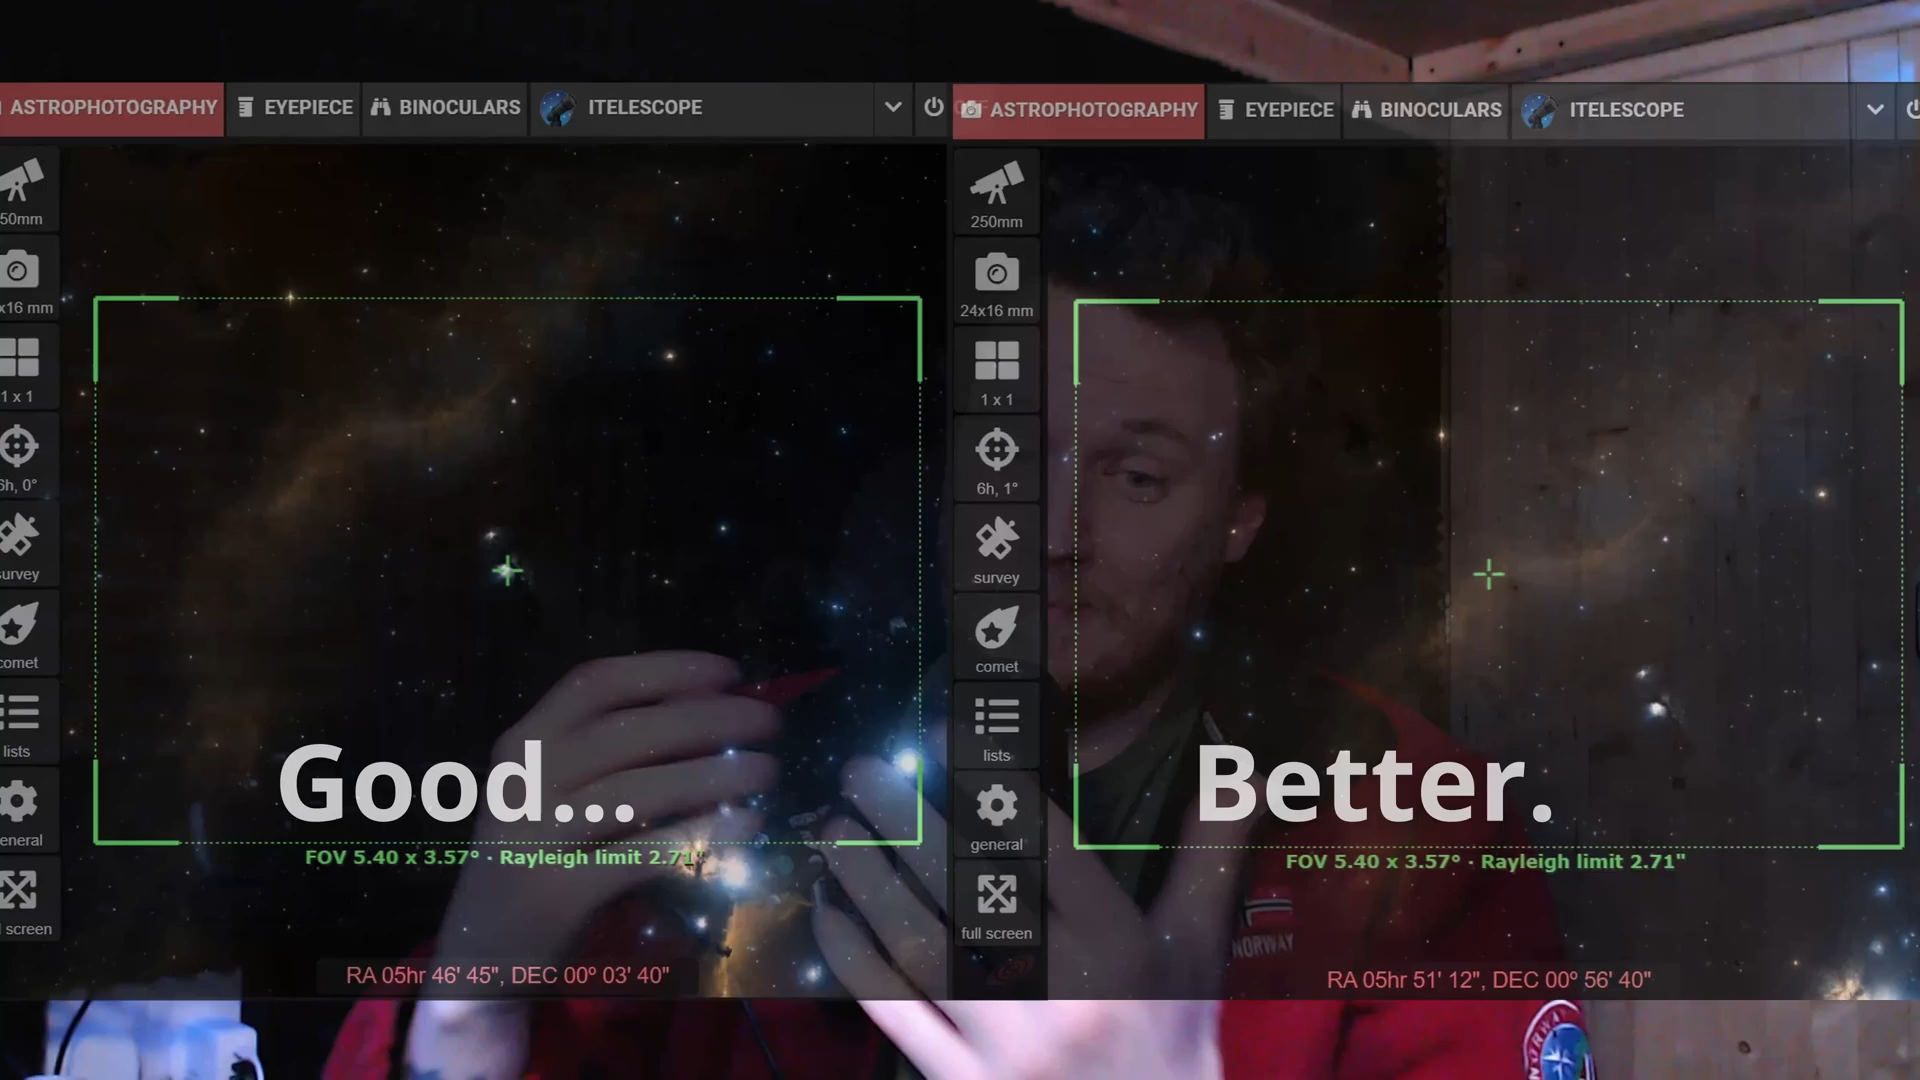 ASTROPHOTOGRAPHY EYEPIECE BINOCULARS ITELESCOPE
50mm
x16 mm
1 x 1
6h, 0°
survey
comet
lists
general
screen
Good...
FOV 5.40 x 3.57° · Rayleigh limit 2.71"
RA 05hr 46' 45", DEC 00º 03' 40"
ASTROPHOTOGRAPHY EYEPIECE BINOCULARS ITELESCOPE
250mm
24x16 mm
1 x 1
6h, 1°
survey
comet
lists
general
full screen
Better.
FOV 5.40 x 3.57° · Rayleigh limit 2.71"
RA 05hr 51' 12", DEC 00º 56' 40"
NORWAY